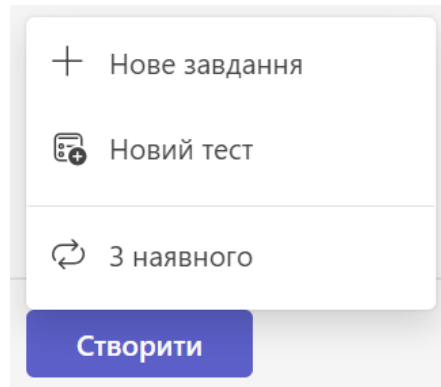 Нове завдання
Новий тест
З наявного
Створити